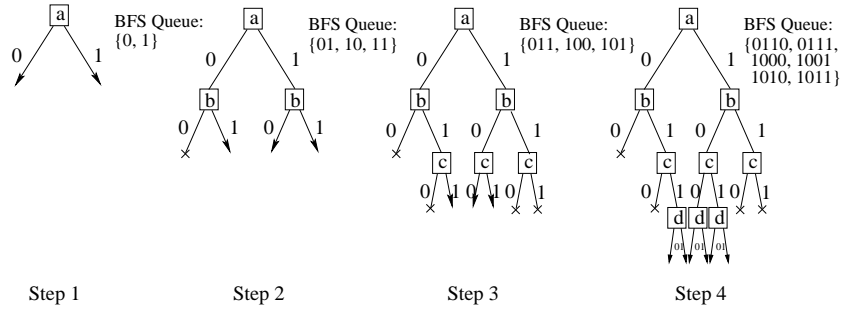 a
0 1
BFS Queue:
{0, 1}
Step 1
a
BFS Queue:
{01, 10, 11}
0 1
b b
0 1 0 1
Step 2
a
BFS Queue:
{011, 100, 101}
0 1
b b
0 1 0 1
c c c
0 1 0 1 0 1
Step 3
a
BFS Queue:
{0110, 0111,
1000, 1001
1010, 1011}
0 1
b b
0 1 0 1
c c c
0 1 0 1 0 1
d d d
01 01 01
Step 4